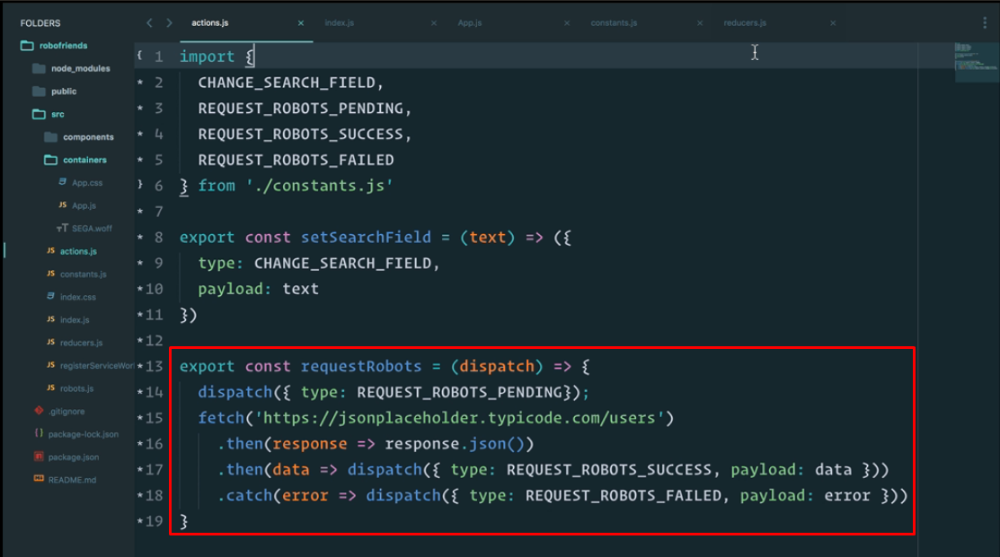 FOLDERS
robofriends
node_modules
public
src
components
containers
App.css
App.js
SEGA.woff
actions.js
constants.js
index.css
index.js
reducers.js
registerServiceWor
robots.js
.gitignore
package-lock.json
package.json
README.md
actions.js × index.js × App.js × constants.js × reducers.js ×
{ 1 import {
* 2 CHANGE_SEARCH_FIELD,
* 3 REQUEST_ROBOTS_PENDING,
* 4 REQUEST_ROBOTS_SUCCESS,
* 5 REQUEST_ROBOTS_FAILED
} 6 } from './constants.js'
* 7
* 8 export const setSearchField = (text) => ({
* 9 type: CHANGE_SEARCH_FIELD,
*10 payload: text
*11 })
*12
*13 export const requestRobots = (dispatch) => {
*14 dispatch({ type: REQUEST_ROBOTS_PENDING});
*15 fetch('https://jsonplaceholder.typicode.com/users')
*16 .then(response => response.json())
*17 .then(data => dispatch({ type: REQUEST_ROBOTS_SUCCESS, payload: data }))
*18 .catch(error => dispatch({ type: REQUEST_ROBOTS_FAILED, payload: error }))
*19 }